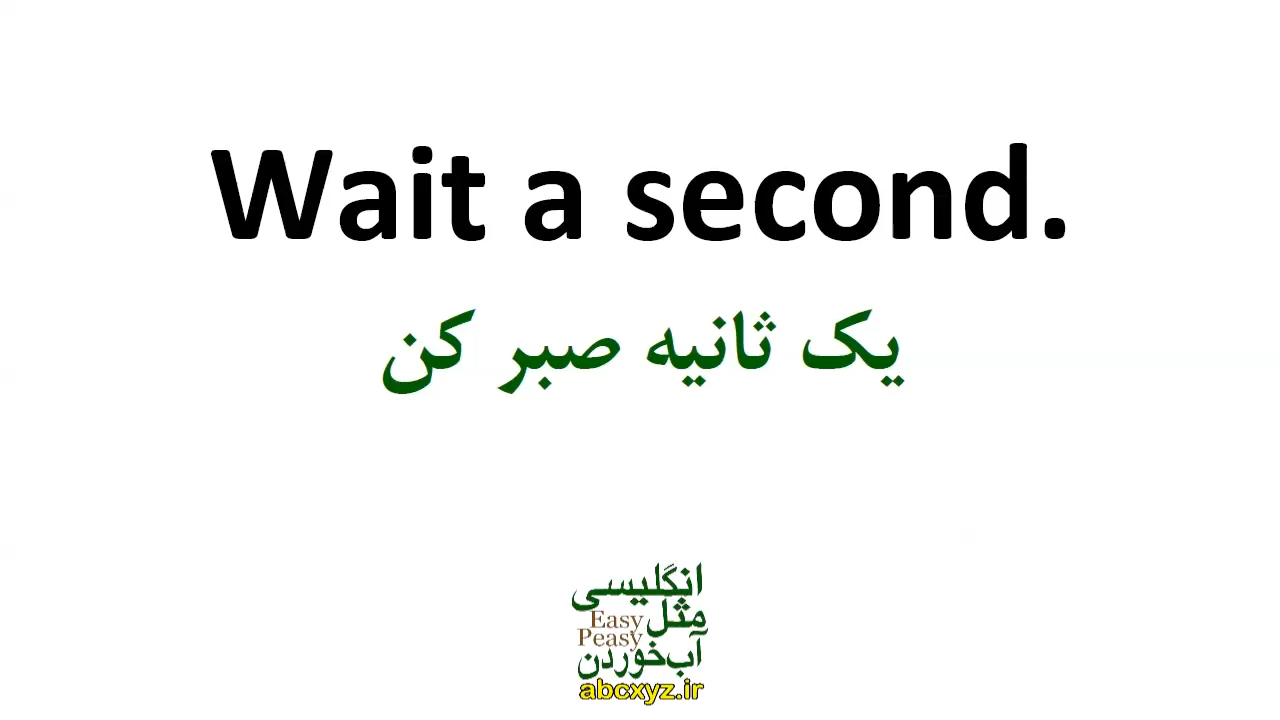 Wait a second.
یک ثانیه صبر کن
انگلیسی
مثل Easy
Peasy
آب‌خوردن
abcxyz.ir